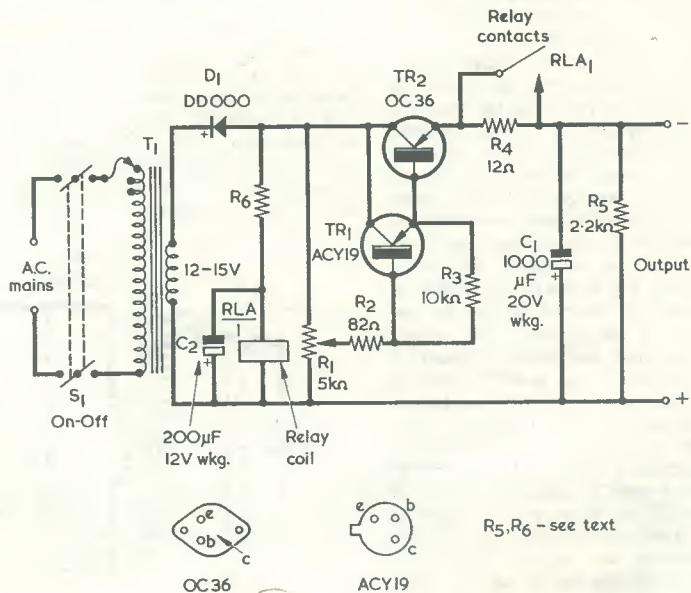 Relay
contacts
RLA1
D1
DD000
TR2
OC36
T1
R4
12Ω
−
R6
R5
2·2kΩ
A.C.
mains
12-15V
TR1
ACY19
R3
10kΩ
C1
1000
µF
20V
wkg.
Output
RLA
1
R2
82Ω
C2
R1
5kΩ
+
S1
On-Off
200µF
12V wkg.
Relay
coil
e
b
c
OC36
e
b
c
ACY19
R5,R6 – see text